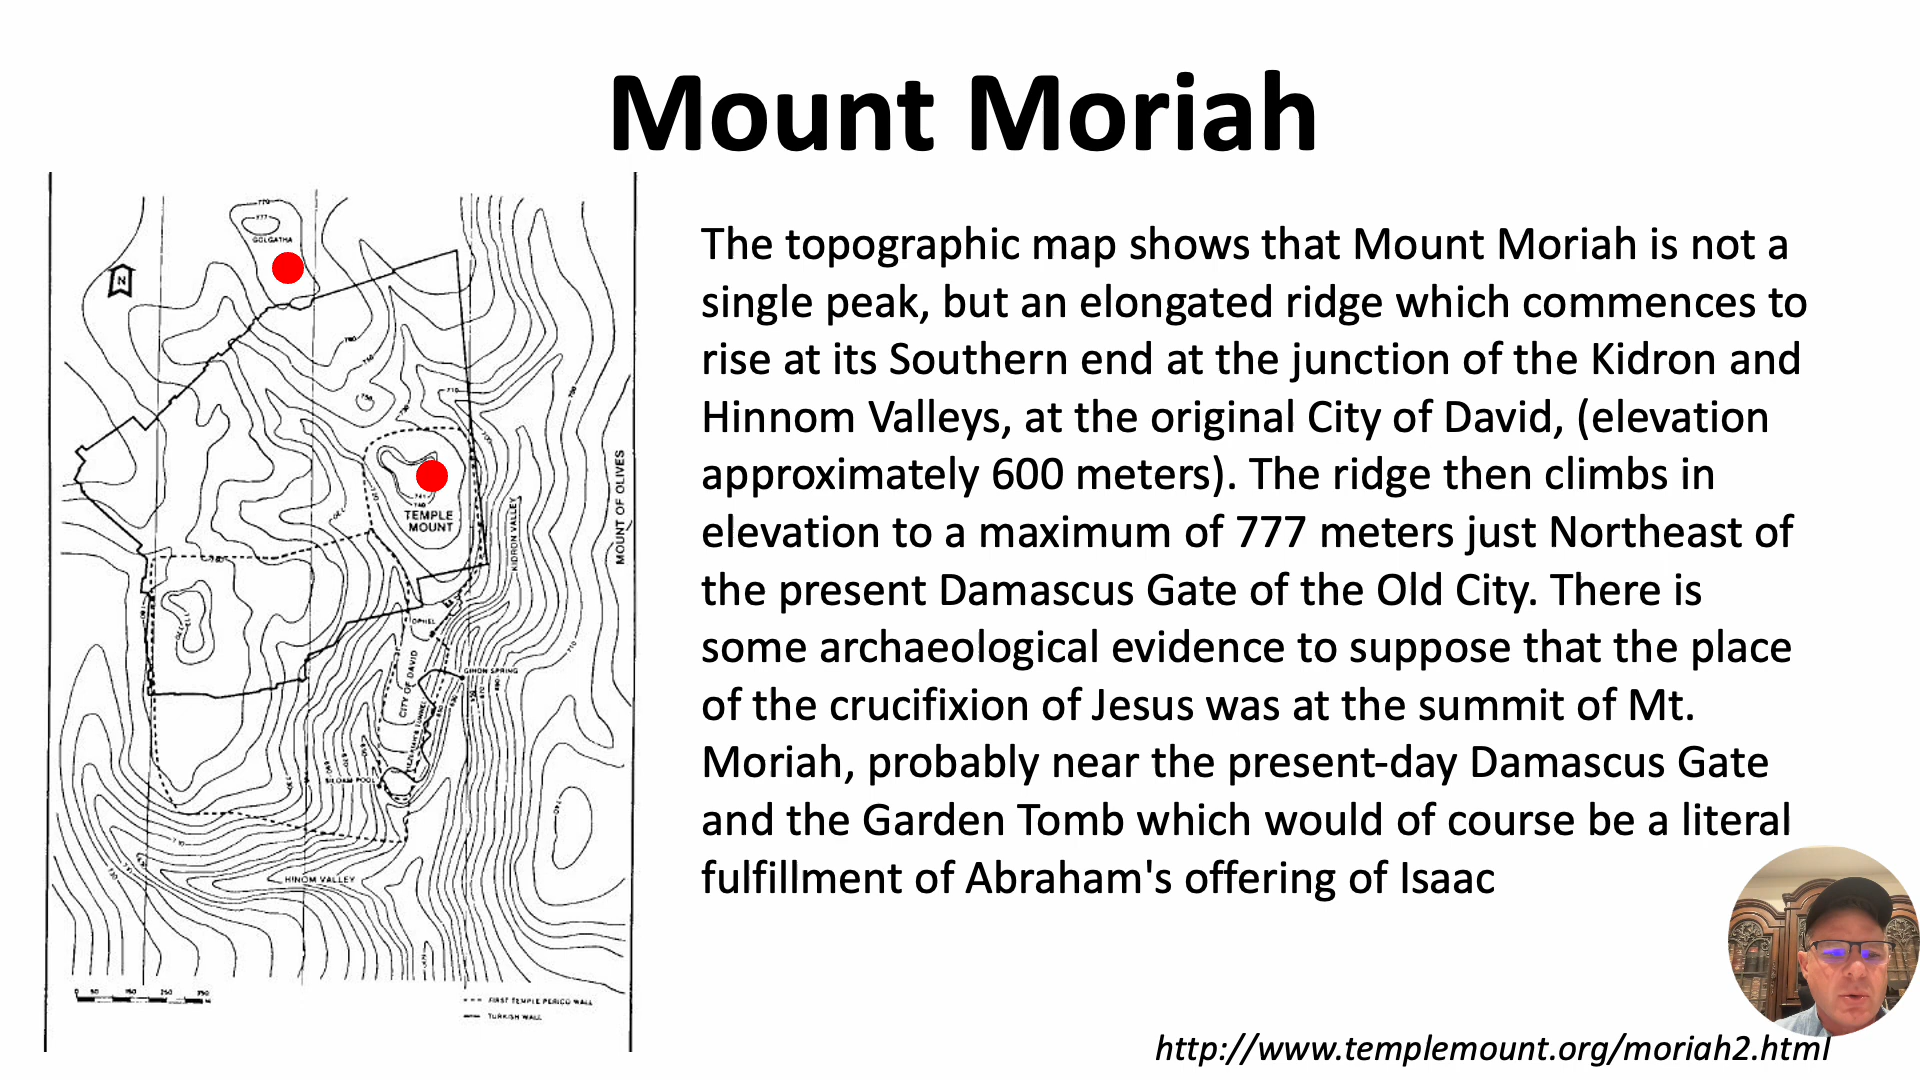 Mount Moriah
The topographic map shows that Mount Moriah is not a
single peak, but an elongated ridge which commences to
rise at its Southern end at the junction of the Kidron and
Hinnom Valleys, at the original City of David, (elevation
approximately 600 meters). The ridge then climbs in
elevation to a maximum of 777 meters just Northeast of
the present Damascus Gate of the Old City. There is
some archaeological evidence to suppose that the place
of the crucifixion of Jesus was at the summit of Mt.
Moriah, probably near the present-day Damascus Gate
and the Garden Tomb which would of course be a literal
fulfillment of Abraham's offering of Isaac
http://www.templemount.org/moriah2.html
770
777
GOLGATHA
N
TEMPLE
MOUNT
KIDRON VALLEY
MOUNT OF OLIVES
OPHEL
GIHON SPRING
CITY OF DAVID
SILOAM POOL
HINOM VALLEY
FIRST TEMPLE PERIOD WALL
TURKISH WALL